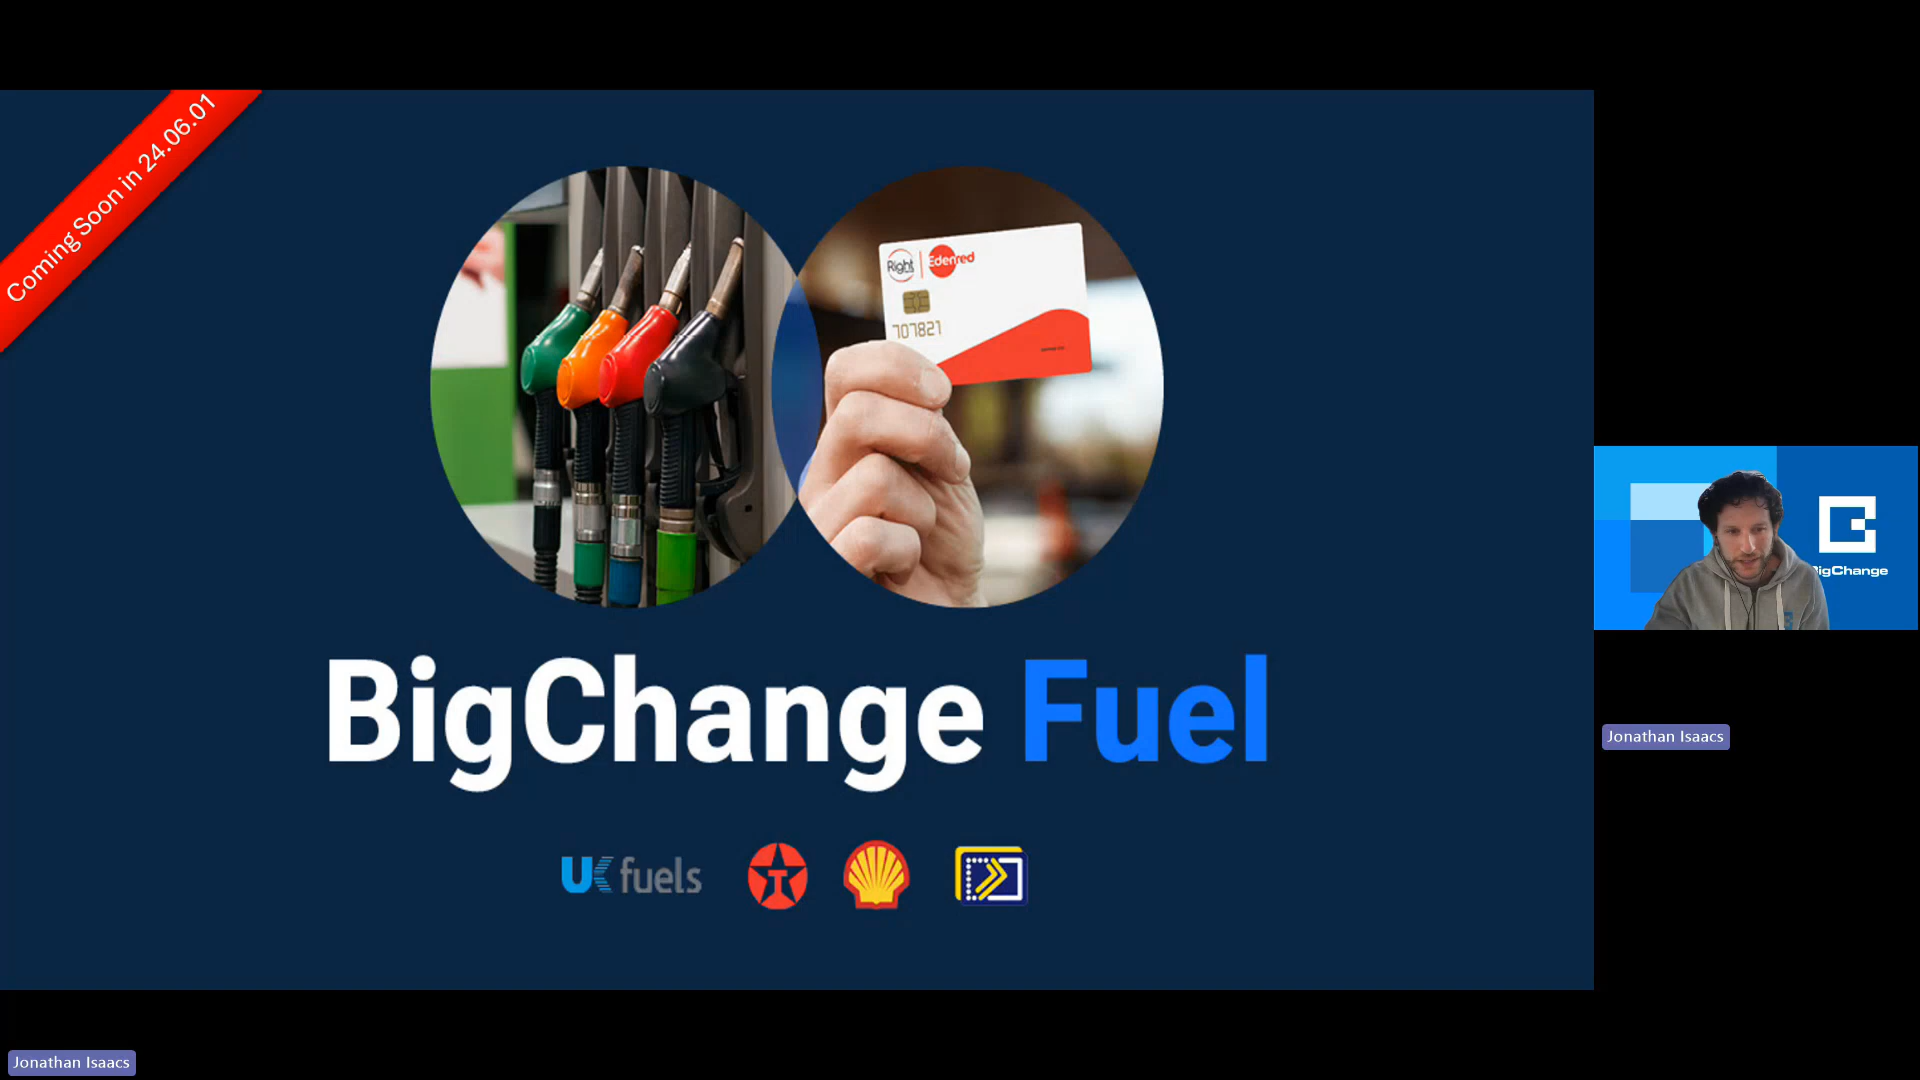 Coming Soon in 24.06.01
Right
Edenred
707821
BigChange Fuel
UK fuels
T
BigChange
Jonathan Isaacs
Jonathan Isaacs